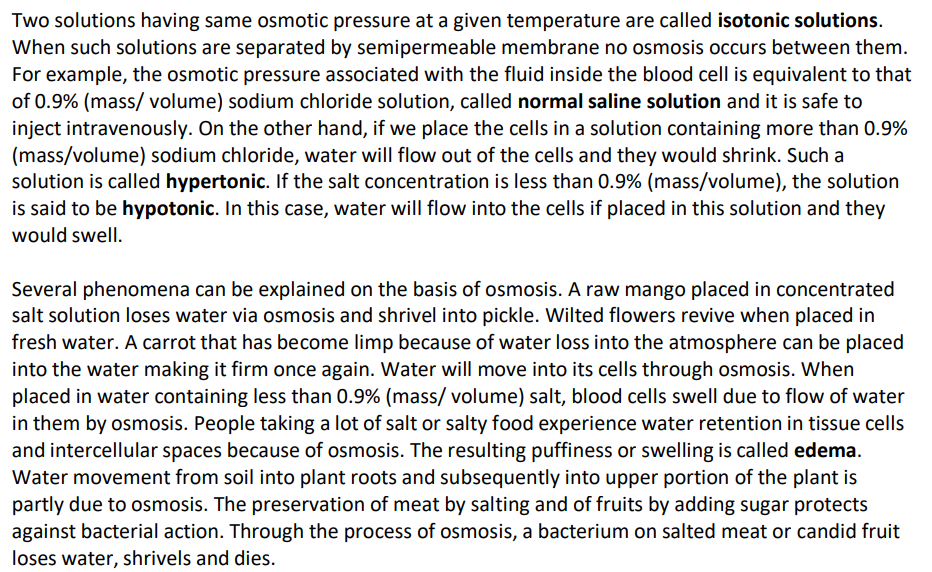 Two solutions having same osmotic pressure at a given temperature are called isotonic solutions.
When such solutions are separated by semipermeable membrane no osmosis occurs between them.
For example, the osmotic pressure associated with the fluid inside the blood cell is equivalent to that
of 0.9% (mass/ volume) sodium chloride solution, called normal saline solution and it is safe to
inject intravenously. On the other hand, if we place the cells in a solution containing more than 0.9%
(mass/volume) sodium chloride, water will flow out of the cells and they would shrink. Such a
solution is called hypertonic. If the salt concentration is less than 0.9% (mass/volume), the solution
is said to be hypotonic. In this case, water will flow into the cells if placed in this solution and they
would swell.
Several phenomena can be explained on the basis of osmosis. A raw mango placed in concentrated
salt solution loses water via osmosis and shrivel into pickle. Wilted flowers revive when placed in
fresh water. A carrot that has become limp because of water loss into the atmosphere can be placed
into the water making it firm once again. Water will move into its cells through osmosis. When
placed in water containing less than 0.9% (mass/ volume) salt, blood cells swell due to flow of water
in them by osmosis. People taking a lot of salt or salty food experience water retention in tissue cells
and intercellular spaces because of osmosis. The resulting puffiness or swelling is called edema.
Water movement from soil into plant roots and subsequently into upper portion of the plant is
partly due to osmosis. The preservation of meat by salting and of fruits by adding sugar protects
against bacterial action. Through the process of osmosis, a bacterium on salted meat or candid fruit
loses water, shrivels and dies.